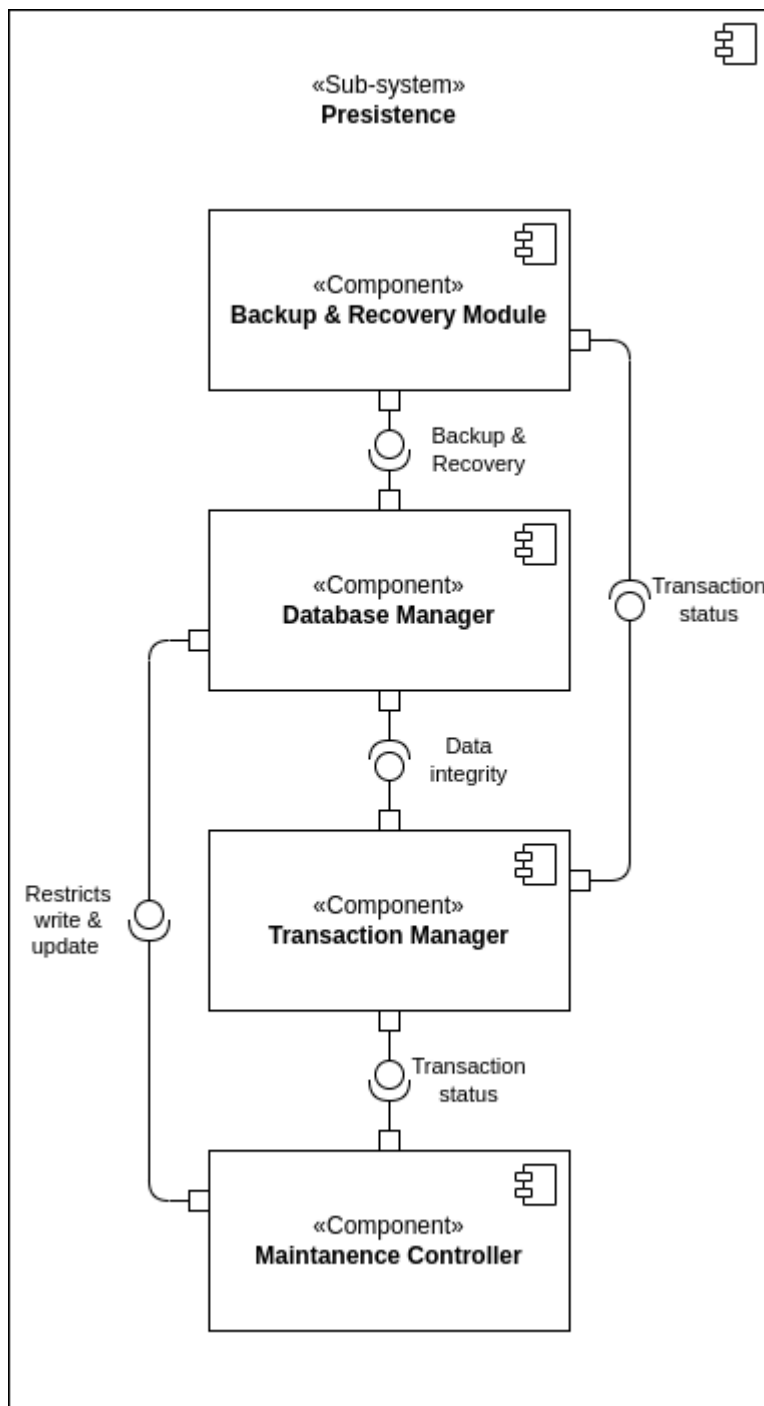 «Sub-system»
Presistence
«Component»
Backup & Recovery Module
Backup &
Recovery
«Component»
Database Manager
Transaction
status
Data
integrity
Restricts
write &
update
«Component»
Transaction Manager
Transaction
status
«Component»
Maintanence Controller